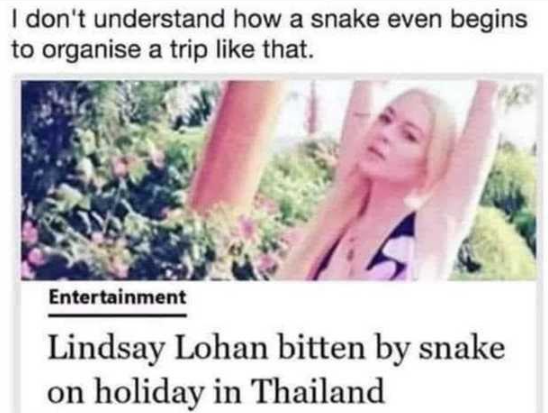 I don't understand how a snake even begins
to organise a trip like that.
Entertainment
Lindsay Lohan bitten by snake
on holiday in Thailand